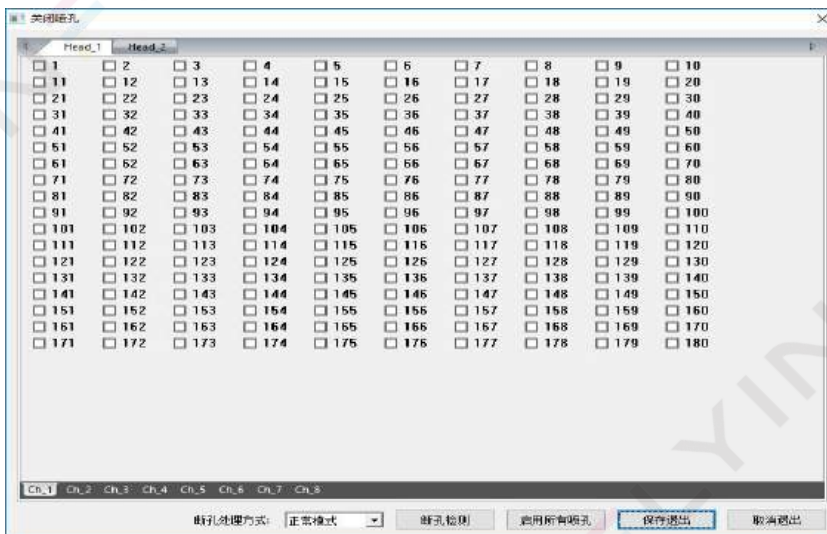 关闭喷孔
Head_1 Head_2
1 2 3 4 5 6 7 8 9 10
11 12 13 14 15 16 17 18 19 20
21 22 23 24 25 26 27 28 29 30
31 32 33 34 35 36 37 38 39 40
41 42 43 44 45 46 47 48 49 50
51 52 53 54 55 56 57 58 59 60
61 62 63 64 65 66 67 68 69 70
71 72 73 74 75 76 77 78 79 80
81 82 83 84 85 86 87 88 89 90
91 92 93 94 95 96 97 98 99 100
101 102 103 104 105 106 107 108 109 110
111 112 113 114 115 116 117 118 119 120
121 122 123 124 125 126 127 128 129 130
131 132 133 134 135 136 137 138 139 140
141 142 143 144 145 146 147 148 149 150
151 152 153 154 155 156 157 158 159 160
161 162 163 164 165 166 167 168 169 170
171 172 173 174 175 176 177 178 179 180
Ch_1 Ch_2 Ch_3 Ch_4 Ch_5 Ch_6 Ch_7 Ch_8
断孔处理方式: 正常模式 断孔检测 启用所有喷孔 保存退出 取消退出